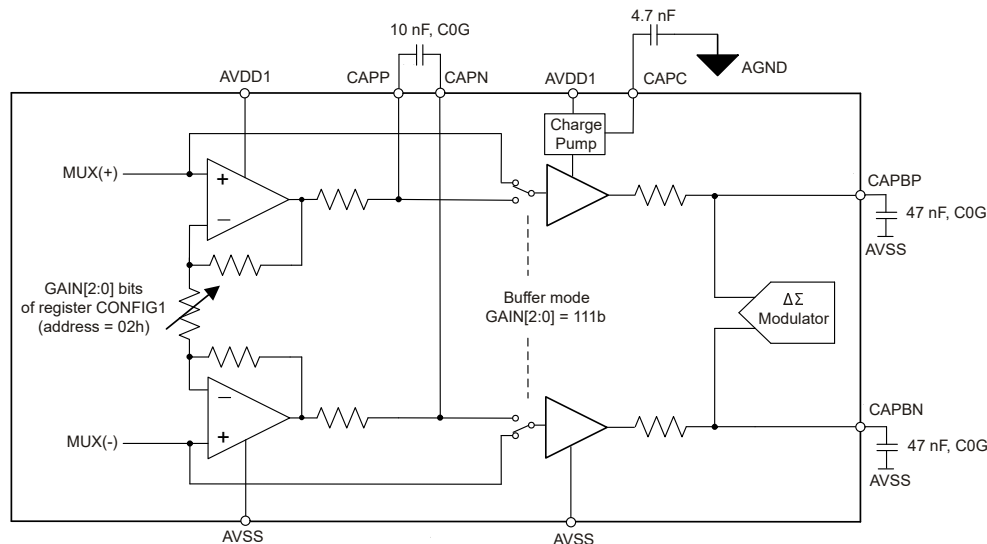 10 nF, C0G
4.7 nF
AGND
AVDD1
CAPP
CAPN
AVDD1
CAPC
Charge
Pump
MUX(+)
+
–
CAPBP
47 nF, C0G
AVSS
GAIN[2:0] bits
of register CONFIG1
(address = 02h)
Buffer mode
GAIN[2:0] = 111b
ΔΣ
Modulator
–
+
MUX(-)
CAPBN
47 nF, C0G
AVSS
AVSS
AVSS